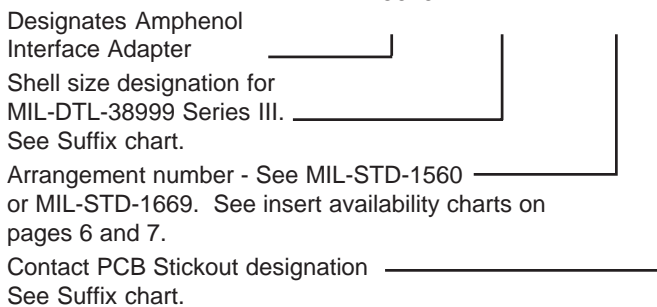 Designates Amphenol
Interface Adapter
Shell size designation for
MIL-DTL-38999 Series III.
See Suffix chart.
Arrangement number - See MIL-STD-1560
or MIL-STD-1669. See insert availability charts on
pages 6 and 7.
Contact PCB Stickout designation
See Suffix chart.